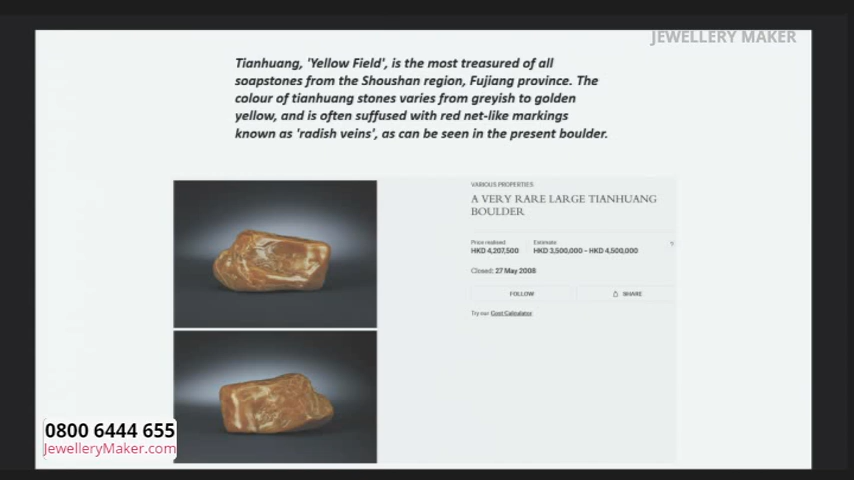 JEWELLERY MAKER
Tianhuang, 'Yellow Field', is the most treasured of all
soapstones from the Shoushan region, Fujiang province. The
colour of tianhuang stones varies from greyish to golden
yellow, and is often suffused with red net-like markings
known as 'radish veins', as can be seen in the present boulder.
VARIOUS PROPERTIES
A VERY RARE LARGE TIANHUANG
BOULDER
Price realised Estimate
HKD 4,207,500 HKD 3,500,000 – HKD 4,500,000
Closed: 27 May 2008
FOLLOW SHARE
Try our Cost Calculator
0800 6444 655
JewelleryMaker.com